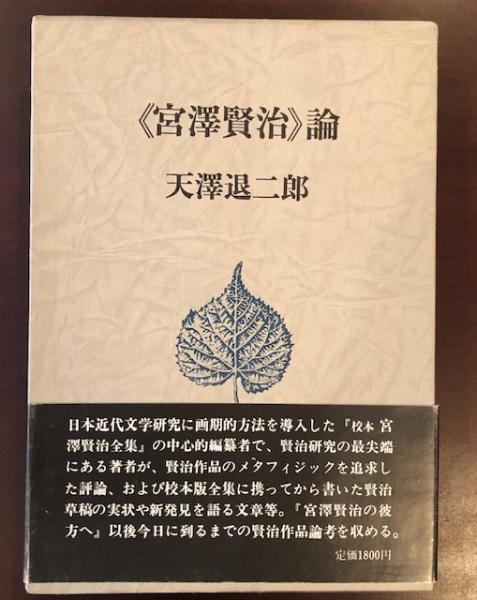 《宮澤賢治》論
天澤退二郎
日本近代文学研究に画期的方法を導入した『校本 宮
澤賢治全集』の中心的編纂者で、賢治研究の最尖端
にある著者が、賢治作品のメタフィジックを追求し
た評論、および校本版全集に携ってから書いた賢治
草稿の実状や新発見を語る文章等。『宮澤賢治の彼
方へ』以後今日に到るまでの賢治作品論考を収める。
定価1800円